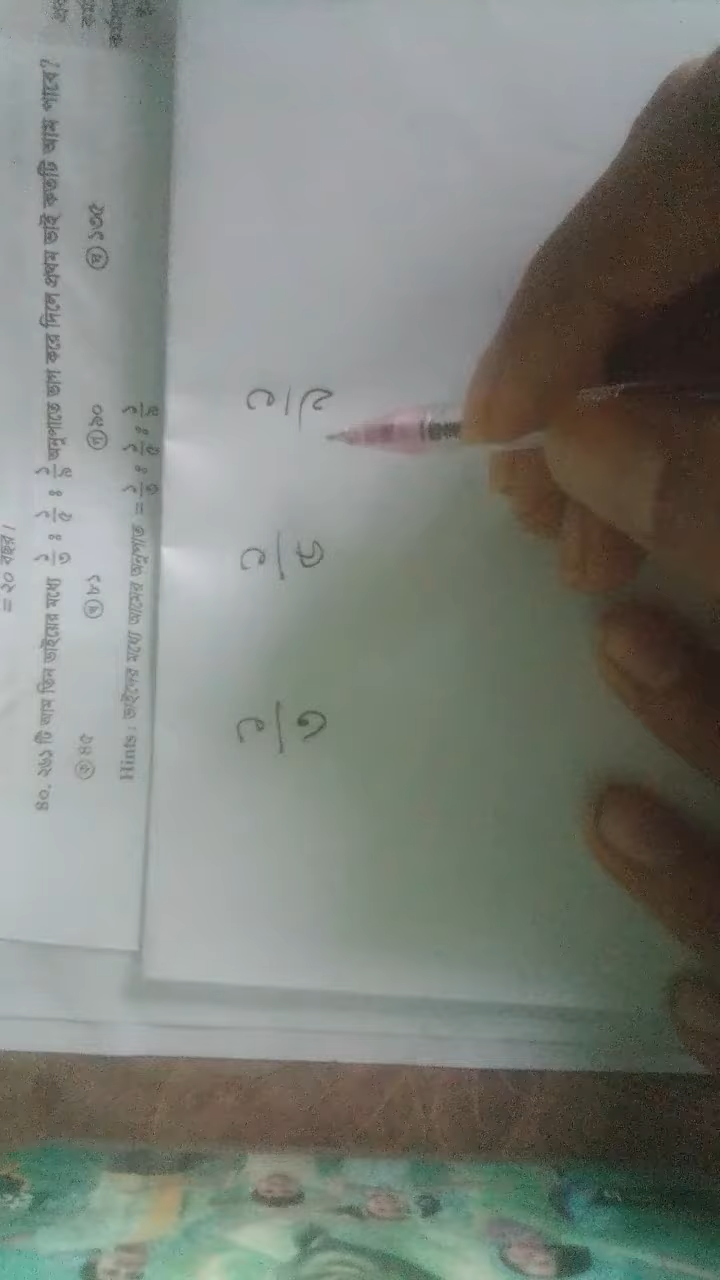 = ২০ বছর।
৪০. ২৬১ টি আম তিন ভাইয়ের মধ্যে ১/৩ : ১/৫ : ১/৯ অনুপাতে ভাগ করে দিলে প্রথম ভাই কতটি আম পাবে?
ক ৪৫ খ ৮১ গ ৯০ ঘ ১৩৫
Hints : ভাইদের মধ্যে আমের অনুপাত = ১/৩ : ১/৫ : ১/৯
১/৩ ১/৫ ১/৯